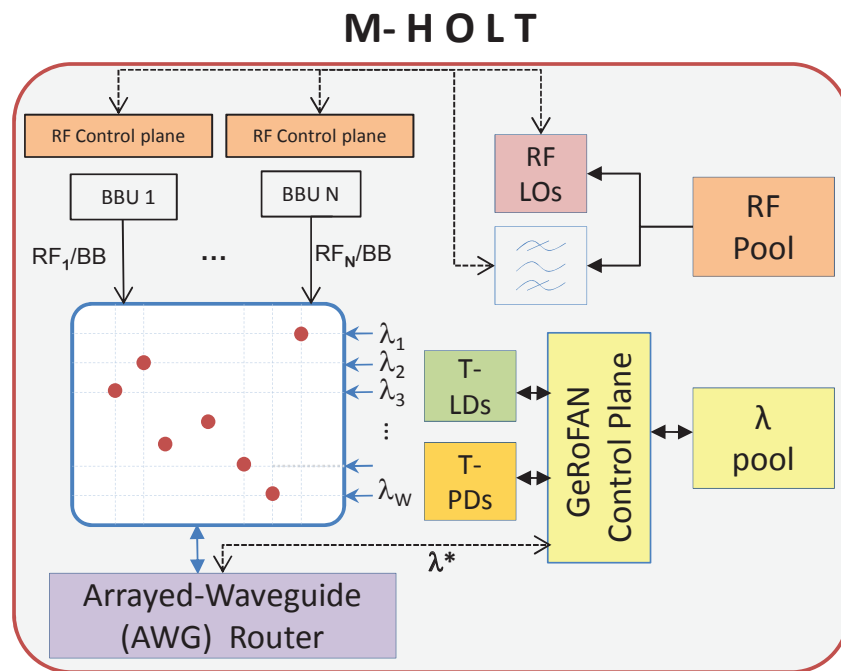 M- H O L T
RF Control plane
RF Control plane
BBU 1
BBU N
RF1/BB
...
RFN/BB
RF
LOs
RF
Pool
λ1
λ2
λ3
...
λW
T-
LDs
T-
PDs
GeRoFAN
Control Plane
λ
pool
λ*
Arrayed-Waveguide
(AWG) Router